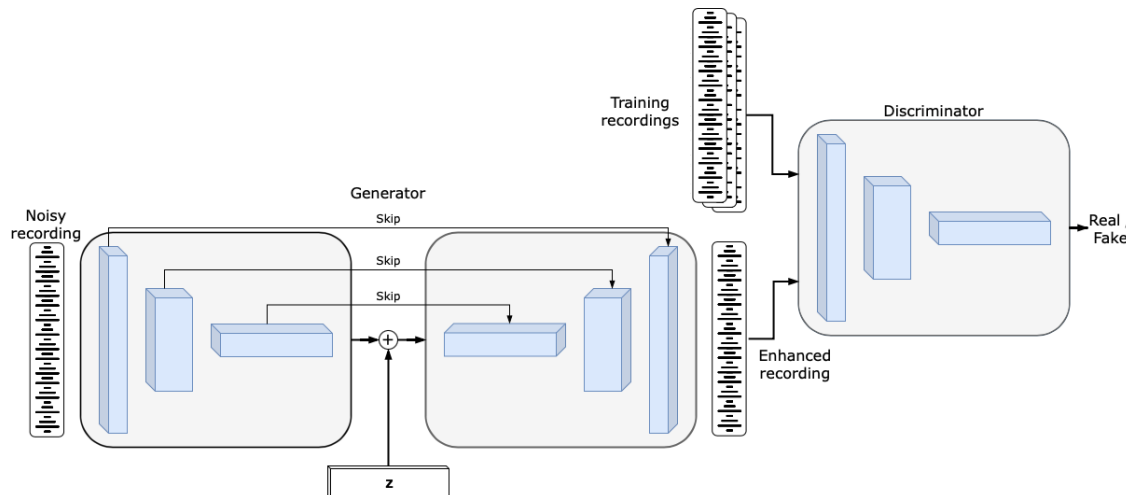 Training
recordings
Discriminator
Generator
Noisy
recording
Skip
Skip
Skip
Real /
Fake
+
Enhanced
recording
z